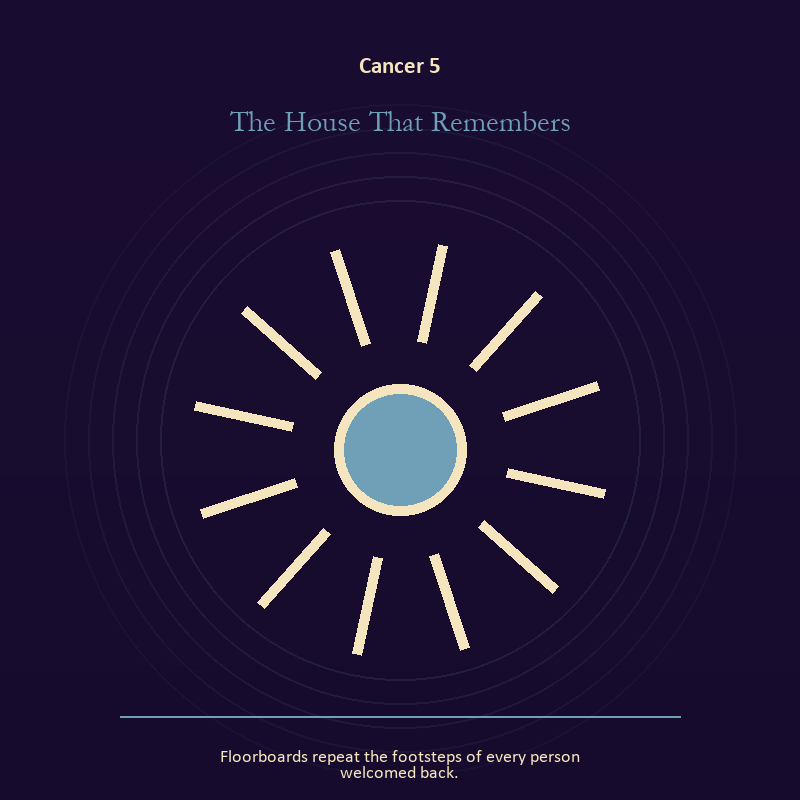 Cancer 5
The House That Remembers
Floorboards repeat the footsteps of every person
welcomed back.